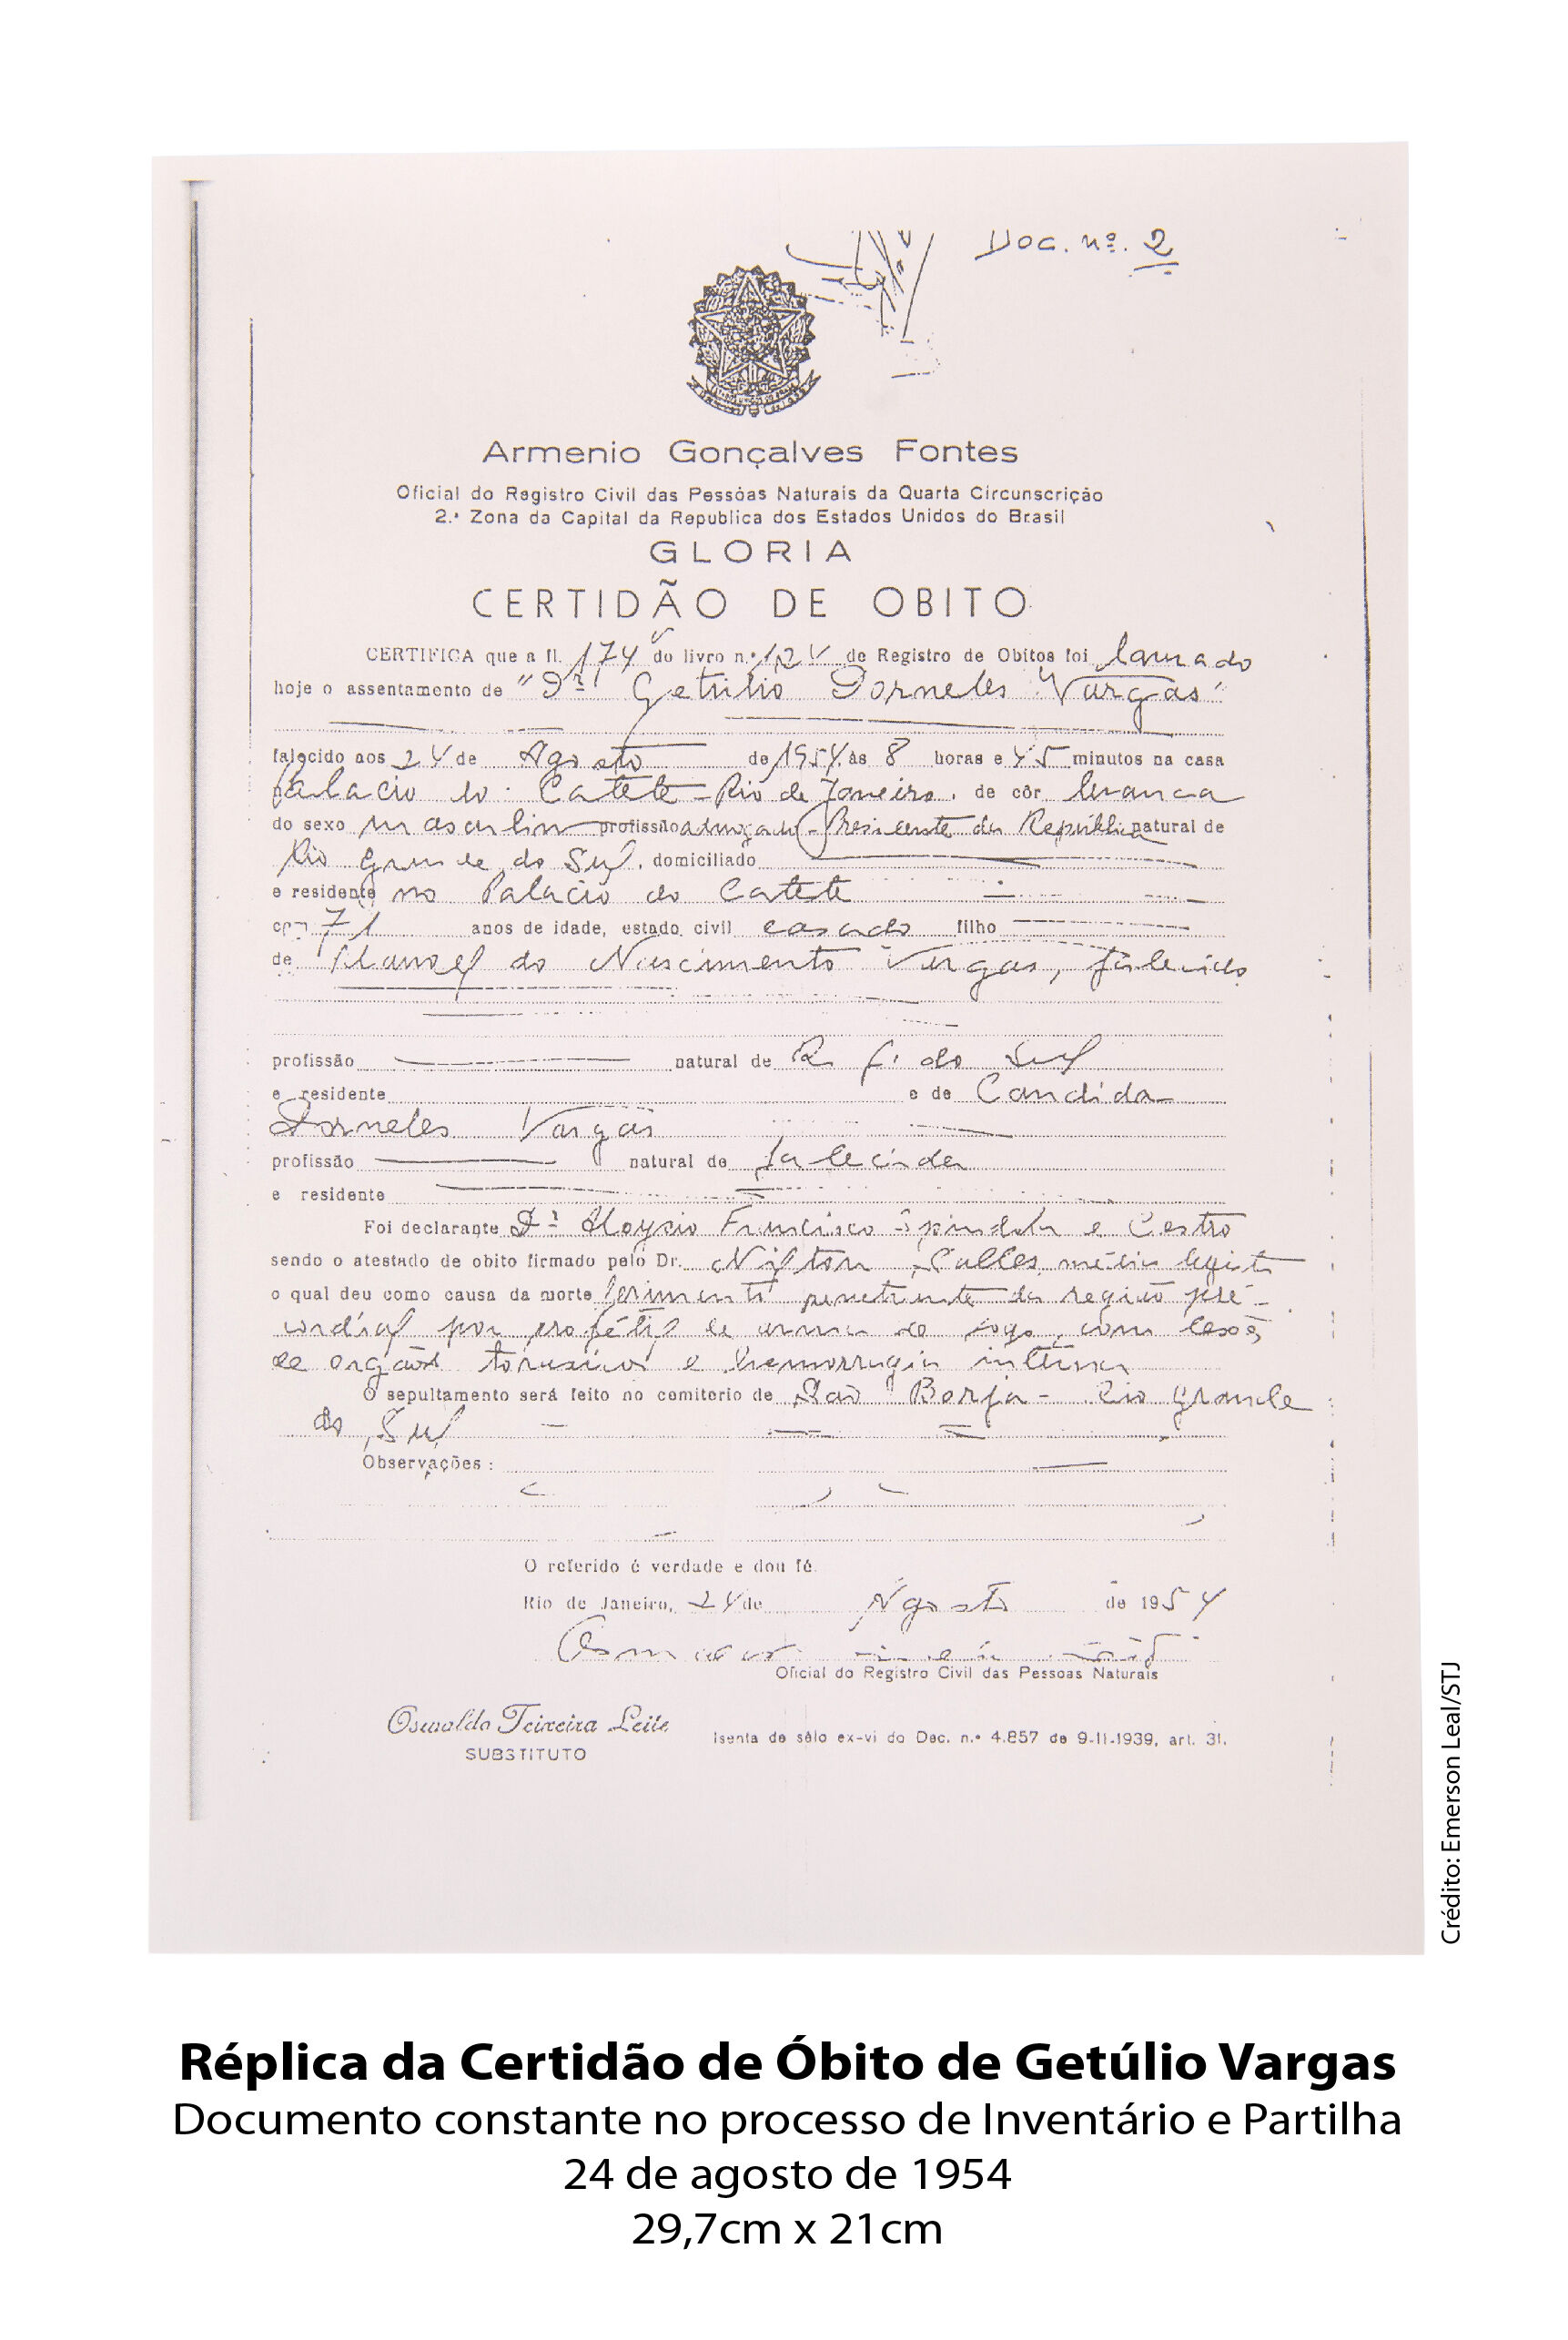 Doc. nº. 2
Armenio Gonçalves Fontes
Oficial do Registro Civil das Pessôas Naturais da Quarta Circunscrição
2.ª Zona da Capital da Republica dos Estados Unidos do Brasil
GLORIA
CERTIDÃO DE OBITO
CERTIFICA que a fl. 174 v do livro n.º 12 V de Registro de Obitos foi lavrado
hoje o assentamento de "Dr. Getulio Dorneles Vargas"
falecido aos 24 de Agosto de 1954, às 8 horas e 45 minutos na casa
Palacio do Catete - Rio de Janeiro, de côr branca
do sexo masculino profissão advogado - Presidente da República natural de
Rio Grande do Sul, domiciliado
e residente no Palacio do Catete
com 71 anos de idade, estado civil casado filho
de Manoel do Nascimento Vargas, falecido
profissão natural de R. G. do Sul
e residente e de Candida
Dorneles Vargas
profissão natural de falecida
e residente
Foi declarante Dr. Aloysio Francisco Spindola e Castro
sendo o atestado de obito firmado pelo Dr. Nilton Salles, médico legista
o qual deu como causa da morte ferimento penetrante da região pré-
cordial por projétil de arma de fogo, com lesões
de orgãos toraxicos e hemorragia interna
O sepultamento será feito no cemiterio de São Borja - Rio Grande
do Sul
Observações :
O referido é verdade e dou fé.
Rio de Janeiro, 24 de Agosto de 1954
Oficial do Registro Civil das Pessoas Naturais
Oswaldo Teixeira Leite
SUBSTITUTO
Isenta de sêlo ex-vi do Dec. n.º 4.857 de 9-11-1939, art. 31.
Crédito: Emerson Leal/STJ
Réplica da Certidão de Óbito de Getúlio Vargas
Documento constante no processo de Inventário e Partilha
24 de agosto de 1954
29,7cm x 21cm